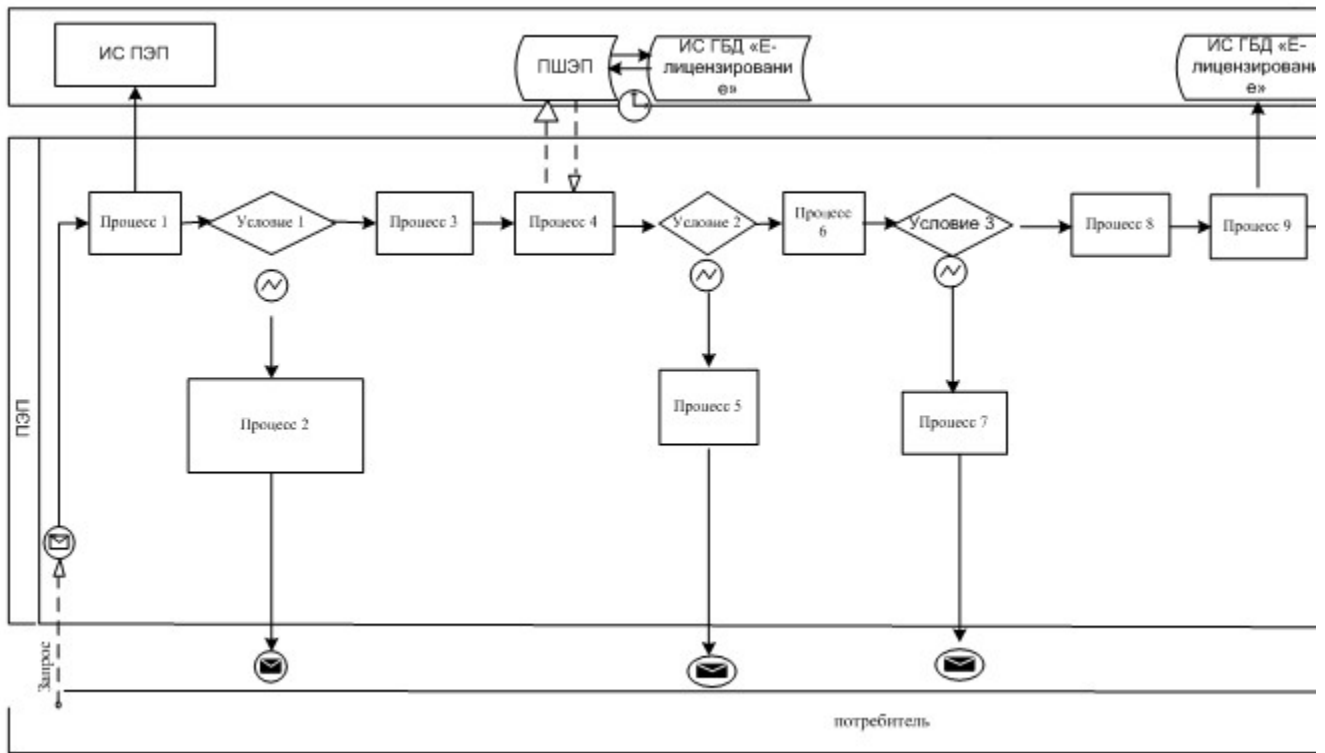 ИС ПЭП
ПШЭП
ИС ГБД «Е-
лицензировани
е»
ИС ГБД «Е-
лицензировани
е»
Процесс 1
Условие 1
Процесс 3
Процесс 4
Условие 2
Процесс
6
Условие 3
Процесс 8
Процесс 9
Процесс 2
Процесс 5
Процесс 7
ПЭП
Запрос
потребитель